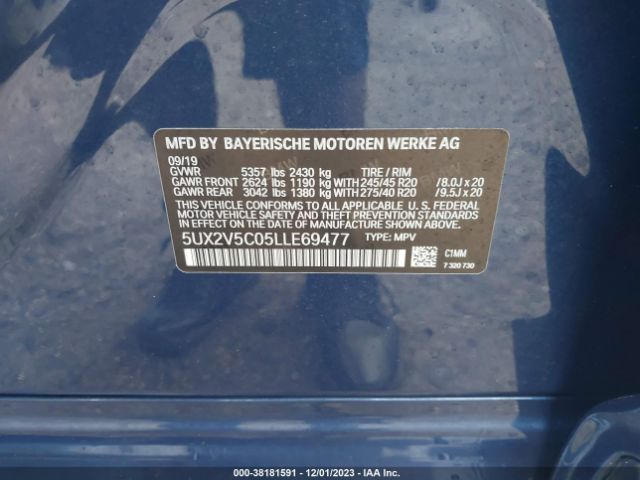 MFD BY BAYERISCHE MOTOREN WERKE AG
09/19
GVWR 5357 lbs 2430 kg TIRE / RIM
GAWR FRONT 2624 lbs 1190 kg WITH 245/45 R20 /8.0J x 20
GAWR REAR 3042 lbs 1380 kg WITH 275/40 R20 /9.5J x 20
THIS VEHICLE CONFORMS TO ALL APPLICABLE U. S. FEDERAL
MOTOR VEHICLE SAFETY, BUMPER, AND THEFT PREVENTION
STANDARDS IN EFFECT ON THE DATE OF MANUFACTURE SHOWN ABOVE.
5UX2V5C05LLE69477 TYPE: MPV
C1MM
7 320 730
000-38181591 - 12/01/2023 - IAA Inc.